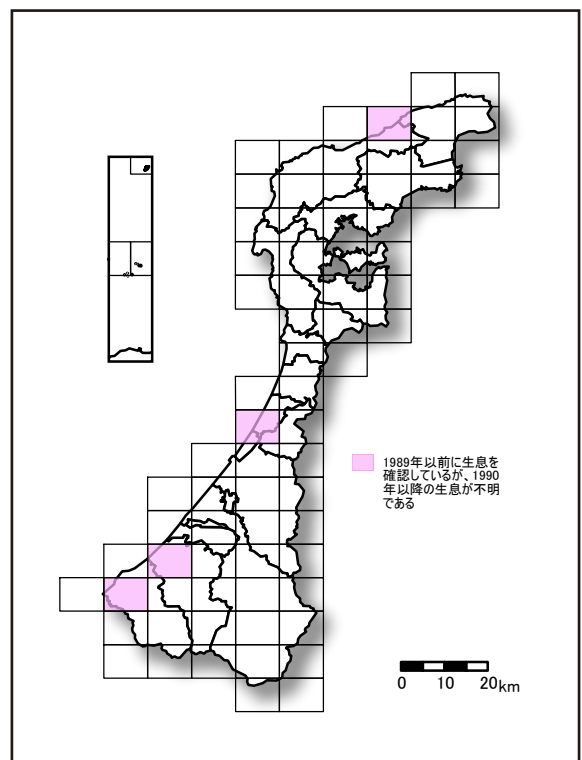 1989年以前に生息を
確認しているが、1990
年以降の生息が不明
である
0 10 20km